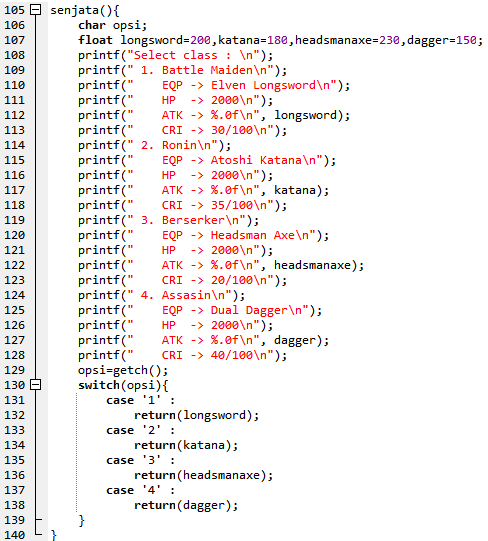 105 senjata(){
106     char opsi;
107     float longsword=200,katana=180,headsmanaxe=230,dagger=150;
108     printf("Select class : \n");
109     printf(" 1. Battle Maiden\n");
110     printf("    EQP -> Elven Longsword\n");
111     printf("    HP  -> 2000\n");
112     printf("    ATK -> %.0f\n", longsword);
113     printf("    CRI -> 30/100\n");
114     printf(" 2. Ronin\n");
115     printf("    EQP -> Atoshi Katana\n");
116     printf("    HP  -> 2000\n");
117     printf("    ATK -> %.0f\n", katana);
118     printf("    CRI -> 35/100\n");
119     printf(" 3. Berserker\n");
120     printf("    EQP -> Headsman Axe\n");
121     printf("    HP  -> 2000\n");
122     printf("    ATK -> %.0f\n", headsmanaxe);
123     printf("    CRI -> 20/100\n");
124     printf(" 4. Assasin\n");
125     printf("    EQP -> Dual Dagger\n");
126     printf("    HP  -> 2000\n");
127     printf("    ATK -> %.0f\n", dagger);
128     printf("    CRI -> 40/100\n");
129     opsi=getch();
130     switch(opsi){
131         case '1' :
132             return(longsword);
133         case '2' :
134             return(katana);
135         case '3' :
136             return(headsmanaxe);
137         case '4' :
138             return(dagger);
139     }
140 }